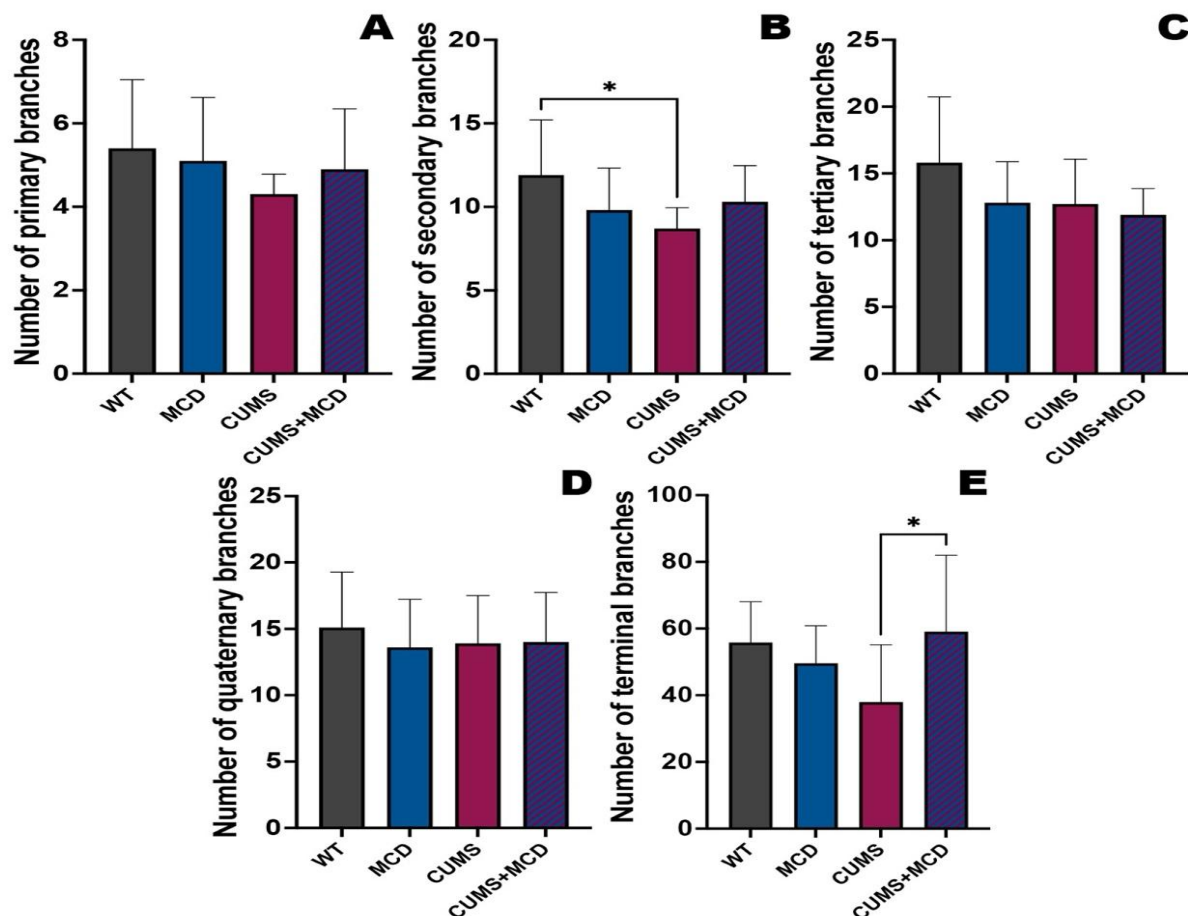 A
Number of primary branches
8
6
4
2
0
WT
MCD
CUMS
CUMS+MCD
B
Number of secondary branches
20
15
10
5
0
*
WT
MCD
CUMS
CUMS+MCD
C
Number of tertiary branches
25
20
15
10
5
0
WT
MCD
CUMS
CUMS+MCD
D
Number of quaternary branches
25
20
15
10
5
0
WT
MCD
CUMS
CUMS+MCD
E
Number of terminal branches
100
80
60
40
20
0
*
WT
MCD
CUMS
CUMS+MCD